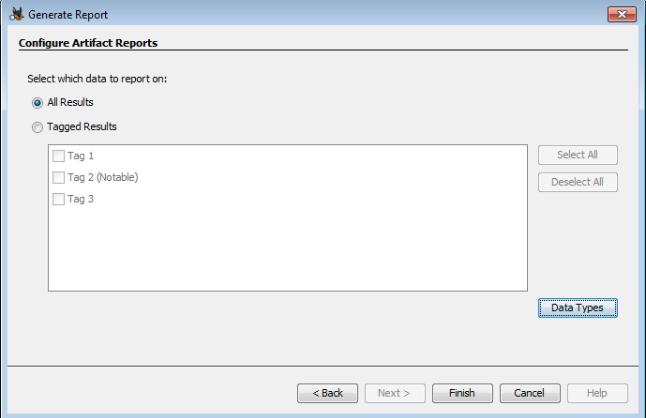 Generate Report
Configure Artifact Reports
Select which data to report on:
All Results
Tagged Results
Tag 1
Tag 2 (Notable)
Tag 3
Select All
Deselect All
Data Types
< Back Next > Finish Cancel Help